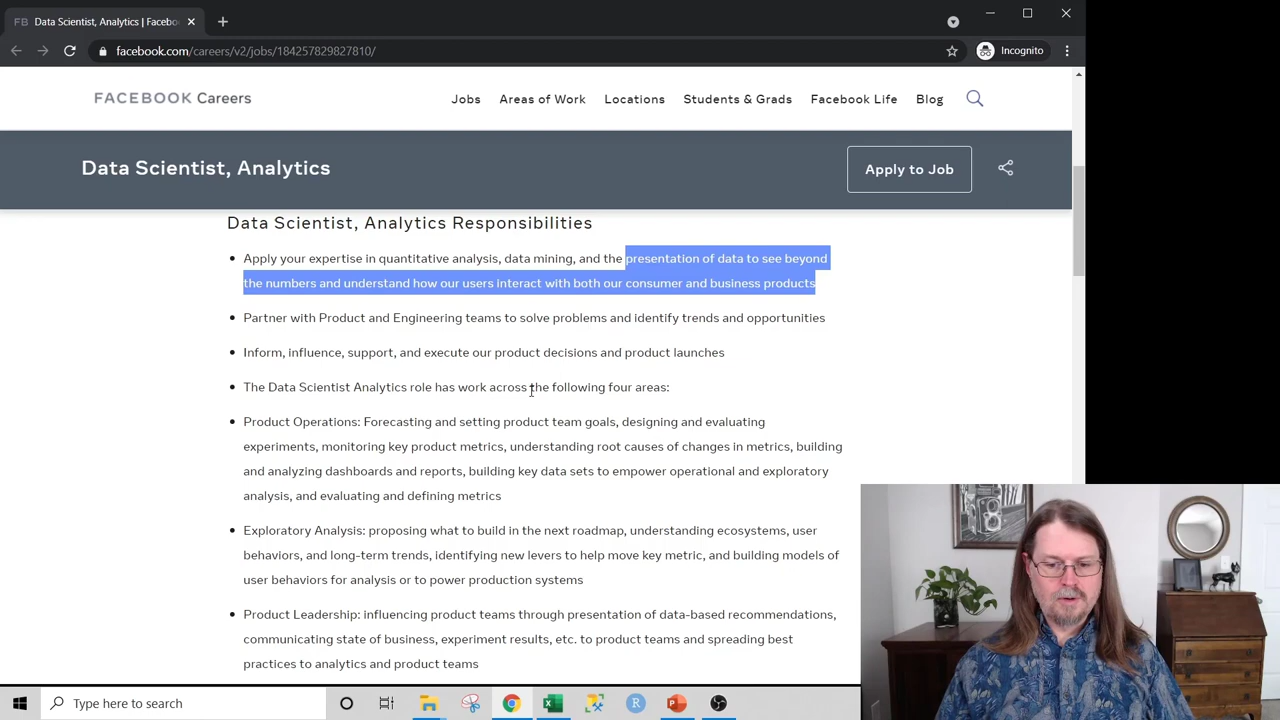 FB Data Scientist, Analytics | Facebo
facebook.com/careers/v2/jobs/184257829827810/
Incognito
FACEBOOK Careers
Jobs Areas of Work Locations Students & Grads Facebook Life Blog
Data Scientist, Analytics
Apply to Job
Data Scientist, Analytics Responsibilities
Apply your expertise in quantitative analysis, data mining, and the presentation of data to see beyond
the numbers and understand how our users interact with both our consumer and business products
Partner with Product and Engineering teams to solve problems and identify trends and opportunities
Inform, influence, support, and execute our product decisions and product launches
The Data Scientist Analytics role has work across the following four areas:
Product Operations: Forecasting and setting product team goals, designing and evaluating
experiments, monitoring key product metrics, understanding root causes of changes in metrics, building
and analyzing dashboards and reports, building key data sets to empower operational and exploratory
analysis, and evaluating and defining metrics
Exploratory Analysis: proposing what to build in the next roadmap, understanding ecosystems, user
behaviors, and long-term trends, identifying new levers to help move key metric, and building models of
user behaviors for analysis or to power production systems
Product Leadership: influencing product teams through presentation of data-based recommendations,
communicating state of business, experiment results, etc. to product teams and spreading best
practices to analytics and product teams
Type here to search